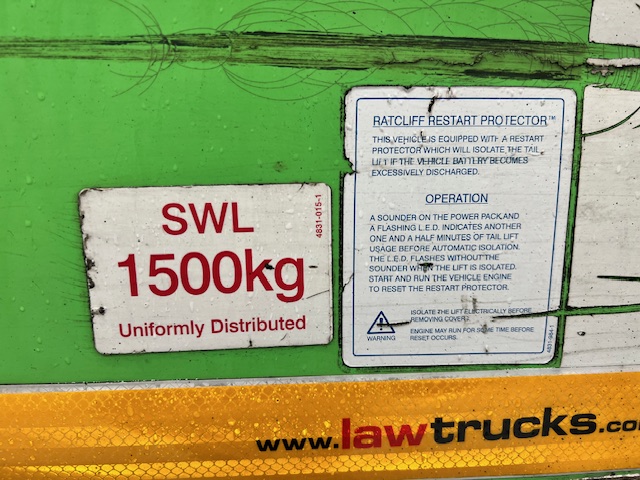 SWL
1500kg
Uniformly Distributed
4831-015-1
RATCLIFF RESTART PROTECTOR™
THIS VEHICLE IS EQUIPPED WITH A RESTART
PROTECTOR WHICH WILL ISOLATE THE TAIL
LIFT IF THE VEHICLE BATTERY BECOMES
EXCESSIVELY DISCHARGED.
OPERATION
A SOUNDER ON THE POWER PACK AND
A FLASHING L.E.D. INDICATES ANOTHER
ONE AND A HALF MINUTES OF TAIL LIFT
USAGE BEFORE AUTOMATIC ISOLATION.
THE L.E.D. FLASHES WITHOUT THE
SOUNDER WHEN THE LIFT IS ISOLATED.
START AND RUN THE VEHICLE ENGINE
TO RESET THE RESTART PROTECTOR.
WARNING
ISOLATE THE LIFT ELECTRICALLY BEFORE
REMOVING COVERS.
ENGINE MAY RUN FOR SOME TIME BEFORE
RESET OCCURS.
www.lawtrucks.co